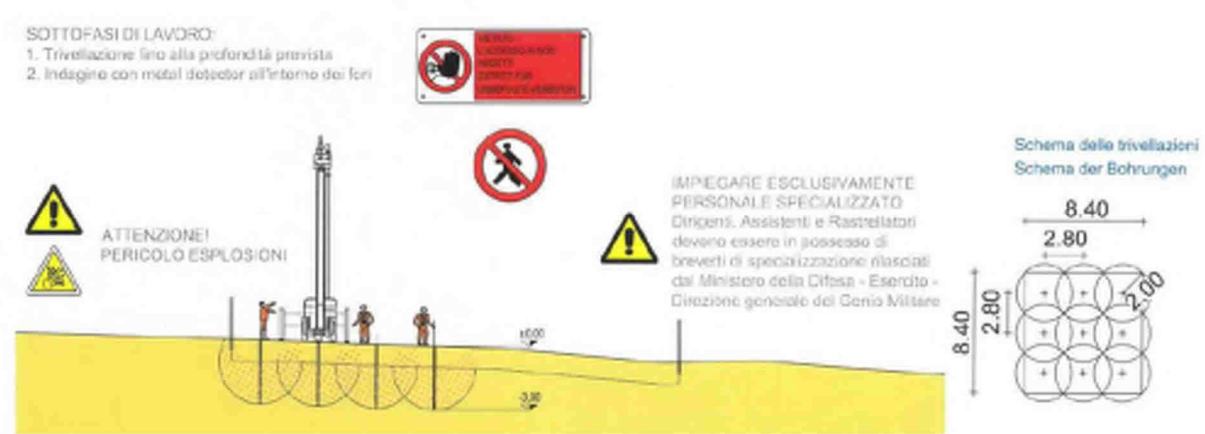 SOTTOFASI DI LAVORO:
1. Trivellazione fino alla profondità prevista
2. Indagine con metal detector all'interno dei fori
ATTENZIONE!
PERICOLO ESPLOSIONI
IMPIEGARE ESCLUSIVAMENTE
PERSONALE SPECIALIZZATO
Dirigenti, Assistenti e Rastrellatori
devono essere in possesso di
brevetti di specializzazione rilasciati
dal Ministero della Difesa - Esercito -
Direzione generale del Genio Militare
±0,00
-3,00
Schema delle trivellazioni
Schema der Bohrungen
8.40
2.80
2.00
2.80
8.40